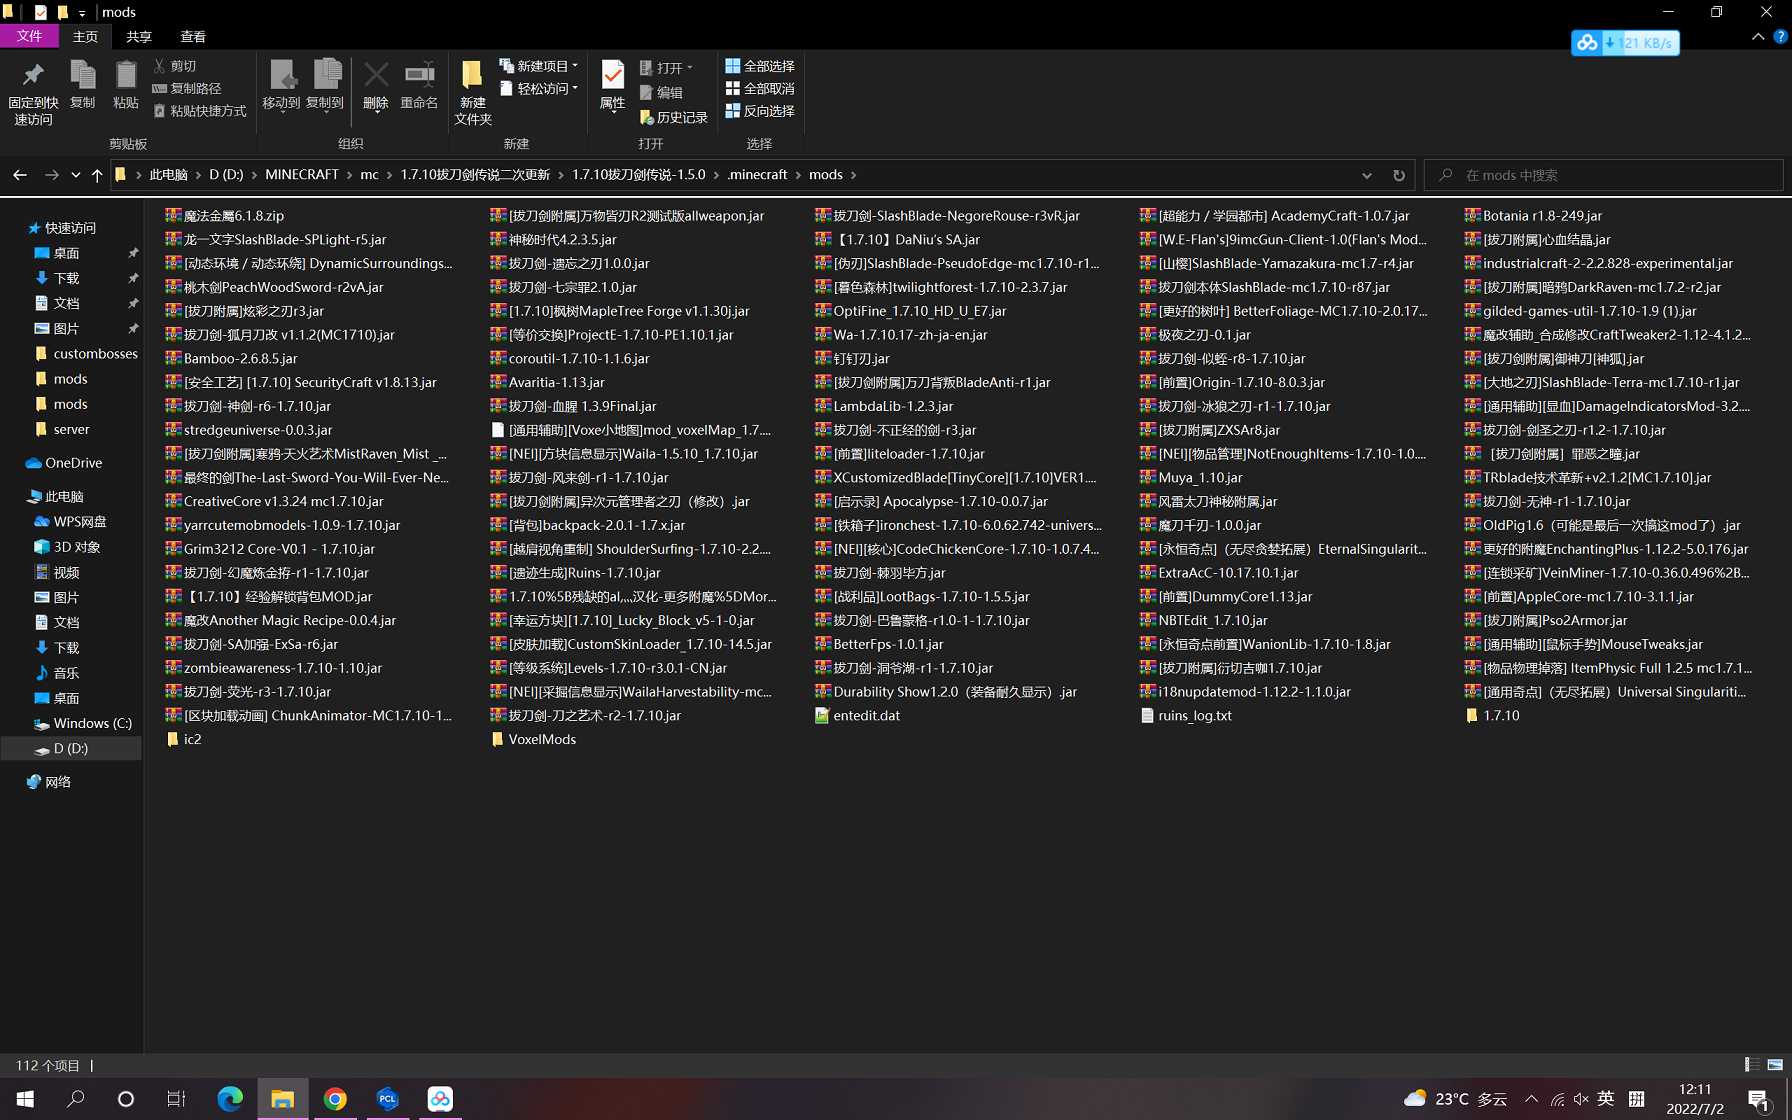 mods
文件 主页 共享 查看
121 KB/s
固定到快速访问 复制 粘贴 剪切 复制路径 粘贴快捷方式 移动到 复制到 删除 重命名 新建文件夹 新建项目 轻松访问 属性 打开 编辑 历史记录 全部选择 全部取消 反向选择
剪贴板 组织 新建 打开 选择
此电脑 D (D:) MINECRAFT mc 1.7.10拔刀剑传说二次更新 1.7.10拔刀剑传说-1.5.0 .minecraft mods
在 mods 中搜索
快速访问
桌面
下载
文档
图片
custombosses
mods
mods
server
OneDrive
此电脑
WPS网盘
3D 对象
视频
图片
文档
下载
音乐
桌面
Windows (C:)
D (D:)
网络
魔法金屬6.1.8.zip
[拔刀剑附属]万物皆刃R2测试版allweapon.jar
拔刀剑-SlashBlade-NegoreRouse-r3vR.jar
[超能力 / 学园都市] AcademyCraft-1.0.7.jar
Botania r1.8-249.jar
龙一文字SlashBlade-SPLight-r5.jar
神秘时代4.2.3.5.jar
【1.7.10】DaNiu's SA.jar
[W.E-Flan's]9imcGun-Client-1.0(Flan's Mod...
[拔刀附属]心血结晶.jar
[动态环境 / 动态环绕] DynamicSurroundings...
拔刀剑-遗忘之刃1.0.0.jar
[伪刃]SlashBlade-PseudoEdge-mc1.7.10-r1...
[山樱]SlashBlade-Yamazakura-mc1.7-r4.jar
industrialcraft-2-2.2.828-experimental.jar
桃木剑PeachWoodSword-r2vA.jar
拔刀剑-七宗罪2.1.0.jar
[暮色森林]twilightforest-1.7.10-2.3.7.jar
拔刀剑本体SlashBlade-mc1.7.10-r87.jar
[拔刀附属]暗鸦DarkRaven-mc1.7.2-r2.jar
[拔刀附属]炫彩之刃r3.jar
[1.7.10]枫树MapleTree Forge v1.1.30j.jar
OptiFine_1.7.10_HD_U_E7.jar
[更好的树叶] BetterFoliage-MC1.7.10-2.0.17...
gilded-games-util-1.7.10-1.9 (1).jar
拔刀剑-狐月刀改 v1.1.2(MC1710).jar
[等价交换]ProjectE-1.7.10-PE1.10.1.jar
Wa-1.7.10.17-zh-ja-en.jar
极夜之刃-0.1.jar
魔改辅助_合成修改CraftTweaker2-1.12-4.1.2...
Bamboo-2.6.8.5.jar
coroutil-1.7.10-1.1.6.jar
钉钉刃.jar
拔刀剑-似蛭-r8-1.7.10.jar
[拔刀剑附属]御神刀[神狐].jar
[安全工艺] [1.7.10] SecurityCraft v1.8.13.jar
Avaritia-1.13.jar
[拔刀剑附属]万刀背叛BladeAnti-r1.jar
[前置]Origin-1.7.10-8.0.3.jar
[大地之刃]SlashBlade-Terra-mc1.7.10-r1.jar
拔刀剑-神剑-r6-1.7.10.jar
拔刀剑-血腥 1.3.9Final.jar
LambdaLib-1.2.3.jar
拔刀剑-冰狼之刃-r1-1.7.10.jar
[通用辅助][显血]DamageIndicatorsMod-3.2....
stredgeuniverse-0.0.3.jar
[通用辅助][Voxe小地图]mod_voxelMap_1.7....
拔刀剑-不正经的剑-r3.jar
[拔刀附属]ZXSAr8.jar
拔刀剑-剑圣之刃-r1.2-1.7.10.jar
[拔刀剑附属]寒鸦·天火艺术MistRaven_Mist _...
[NEI][方块信息显示]Waila-1.5.10_1.7.10.jar
[前置]liteloader-1.7.10.jar
[NEI][物品管理]NotEnoughItems-1.7.10-1.0....
［拔刀剑附属］罪恶之瞳.jar
最终的剑The-Last-Sword-You-Will-Ever-Ne...
拔刀剑-风来剑-r1-1.7.10.jar
XCustomizedBlade[TinyCore][1.7.10]VER1....
Muya_1.10.jar
TRblade技术革新+v2.1.2[MC1.7.10].jar
CreativeCore v1.3.24 mc1.7.10.jar
[拔刀剑附属]异次元管理者之刃（修改）.jar
[启示录] Apocalypse-1.7.10-0.0.7.jar
风雷太刀神秘附属.jar
拔刀剑-无神-r1-1.7.10.jar
yarrcutemobmodels-1.0.9-1.7.10.jar
[背包]backpack-2.0.1-1.7.x.jar
[铁箱子]ironchest-1.7.10-6.0.62.742-univers...
魔刀千刃-1.0.0.jar
OldPig1.6（可能是最后一次搞这mod了）.jar
Grim3212 Core-V0.1 - 1.7.10.jar
[越肩视角重制] ShoulderSurfing-1.7.10-2.2....
[NEI][核心]CodeChickenCore-1.7.10-1.0.7.4...
[永恒奇点]（无尽贪婪拓展）EternalSingularit...
更好的附魔EnchantingPlus-1.12.2-5.0.176.jar
拔刀剑-幻魔炼金拵-r1-1.7.10.jar
[遗迹生成]Ruins-1.7.10.jar
拔刀剑-棘羽毕方.jar
ExtraAcC-10.17.10.1.jar
[连锁采矿]VeinMiner-1.7.10-0.36.0.496%2B...
【1.7.10】经验解锁背包MOD.jar
1.7.10%5B残缺的al灬汉化-更多附魔%5DMor...
[战利品]LootBags-1.7.10-1.5.5.jar
[前置]DummyCore1.13.jar
[前置]AppleCore-mc1.7.10-3.1.1.jar
魔改Another Magic Recipe-0.0.4.jar
[幸运方块][1.7.10]_Lucky_Block_v5-1-0.jar
拔刀剑-巴鲁蒙格-r1.0-1-1.7.10.jar
NBTEdit_1.7.10.jar
[拔刀附属]Pso2Armor.jar
拔刀剑-SA加强-ExSa-r6.jar
[皮肤加载]CustomSkinLoader_1.7.10-14.5.jar
BetterFps-1.0.1.jar
[永恒奇点前置]WanionLib-1.7.10-1.8.jar
[通用辅助][鼠标手势]MouseTweaks.jar
zombieawareness-1.7.10-1.10.jar
[等级系统]Levels-1.7.10-r3.0.1-CN.jar
拔刀剑-洞爷湖-r1-1.7.10.jar
[拔刀附属]衍切吉咖1.7.10.jar
[物品物理掉落] ItemPhysic Full 1.2.5 mc1.7.1...
拔刀剑-荧光-r3-1.7.10.jar
[NEI][采掘信息显示]WailaHarvestability-mc...
Durability Show1.2.0（装备耐久显示）.jar
i18nupdatemod-1.12.2-1.1.0.jar
[通用奇点]（无尽拓展）Universal Singulariti...
[区块加载动画] ChunkAnimator-MC1.7.10-1...
拔刀剑-刀之艺术-r2-1.7.10.jar
entedit.dat
ruins_log.txt
1.7.10
ic2
VoxelMods
112 个项目
PCL
23°C 多云
英
拼
12:11
2022/7/2
1